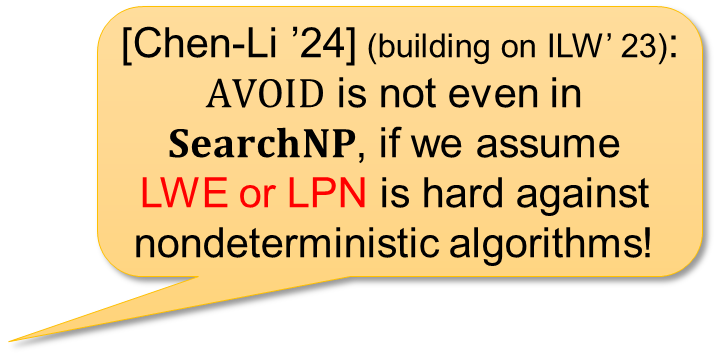 [Chen-Li ’24] (building on ILW’ 23):
AVOID is not even in
SearchNP, if we assume
LWE or LPN is hard against
nondeterministic algorithms!